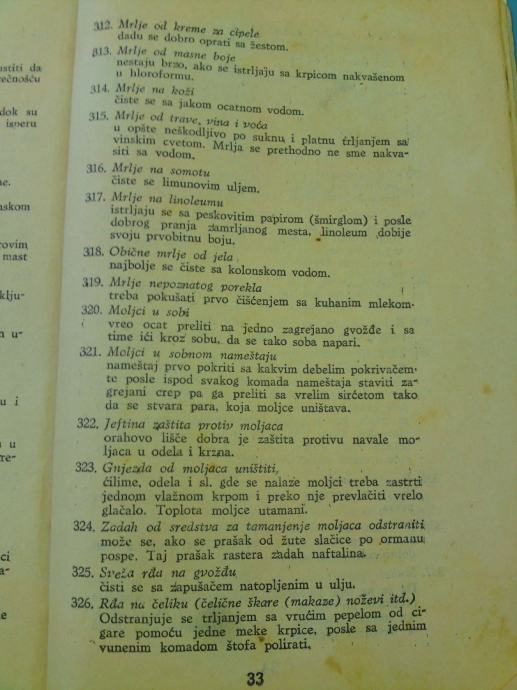 stiti da
rečnošću
dok su
isperu
ne.
nskom
rovim
mast
klju-
n u-
u i
u u
re-
ci
a-
e
312. Mrlje od kreme za cipele
dadu se dobro oprati sa žestom.
313. Mrlje od masne boje
nestaju brzo, ako se istrljaju sa krpicom nakvašenom
u hloroformu.
314. Mrlje na koži
čiste se sa jakom ocatnom vodom.
315. Mrlje od trave, vina i voća
u opšte neškodljivo po suknu i platnu trljanjem sa
vinskim cvetom. Mrlja se prethodno ne sme nakva-
siti sa vodom.
316. Mrlje na somotu
čiste se limunovim uljem.
317. Mrlje na linoleumu
istrljaju se sa peskovitim papirom (šmirglom) i posle
dobrog pranja zamrljanog mesta, linoleum dobije
svoju prvobitnu boju.
318. Obične mrlje od jela
najbolje se čiste sa kolonskom vodom.
319. Mrlje nepoznatog porekla
treba pokušati prvo čišćenjem sa kuhanim mlekom.
320. Moljci u sobi
vreo ocat preliti na jedno zagrejano gvožđe i sa
time ići kroz sobu, da se tako soba napari.
321. Moljci u sobnom nameštaju
nameštaj prvo pokriti sa kakvim debelim pokrivačem,
te posle ispod svakog komada nameštaja staviti za-
grejani crep pa ga preliti sa vrelim sirćetom tako
da se stvara para, koja moljce uništava.
322. Jeftina zaštita protiv moljaca
orahovo lišće dobra je zaštita protivu navale mo-
ljaca u odela i krzna.
323. Gnjezda od moljaca uništiti,
ćilime, odela i sl. gde se nalaze moljci treba zastrti
jednom vlažnom krpom i preko nje prevlačiti vrelo
glačalo. Toplota moljce utamani.
324. Zadah od sredstva za tamanjenje moljaca odstraniti
može se, ako se prašak od žute slačice po ormanu
pospe. Taj prašak rastera zadah naftalina.
325. Sveža rđa na gvožđu
čisti se sa zapušačem natopljenim u ulju.
326. Rđa na čeliku (čelične škare (makaze) noževi itd.)
Odstranjuje se trljanjem sa vrućim pepelom od ci-
gare pomoću jedne meke krpice, posle sa jednim
vunenim komadom štofa polirati.
33